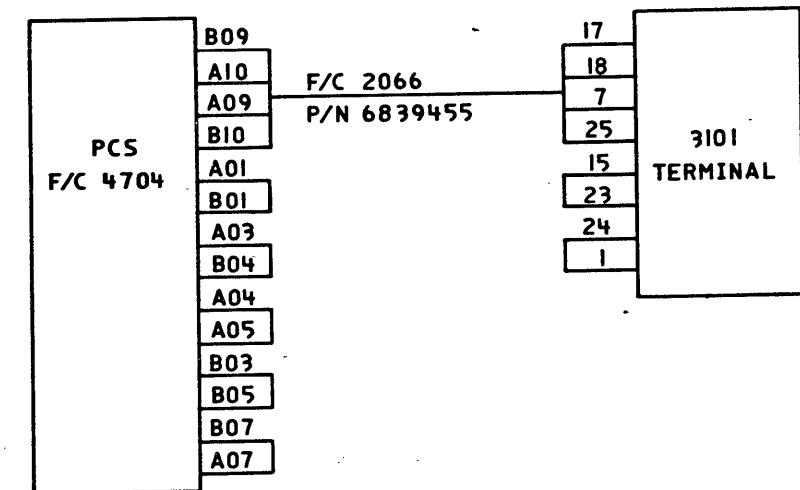 B09
A10
A09
B10
A01
B01
A03
B04
A04
A05
B03
B05
B07
A07
PCS
F/C 4704
F/C 2066
P/N 6839455
17
18
7
25
15
23
24
1
3101
TERMINAL